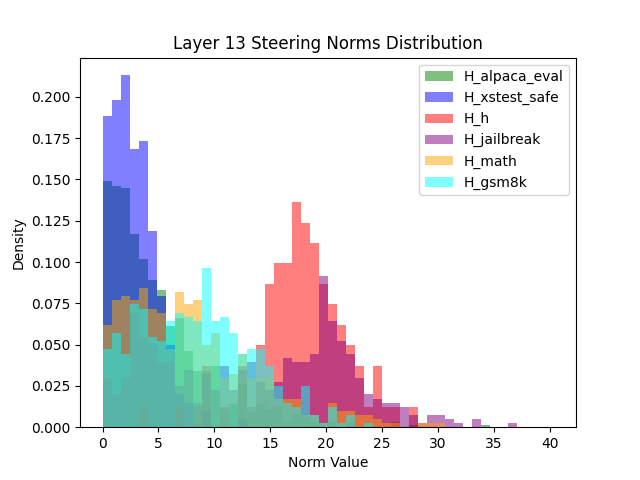 Layer 13 Steering Norms Distribution
H_alpaca_eval
H_xstest_safe
H_h
H_jailbreak
H_math
H_gsm8k
Density
0.200
0.175
0.150
0.125
0.100
0.075
0.050
0.025
0.000
0 5 10 15 20 25 30 35 40
Norm Value